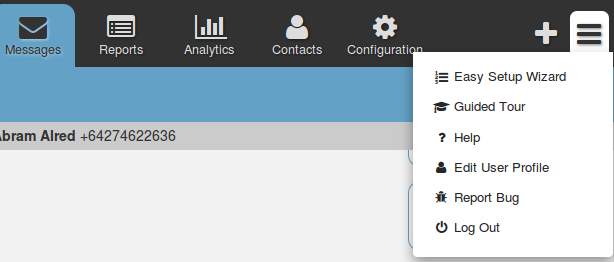 Messages
Reports
Analytics
Contacts
Configuration
Abram Alred +64274622636
Easy Setup Wizard
Guided Tour
? Help
Edit User Profile
Report Bug
Log Out